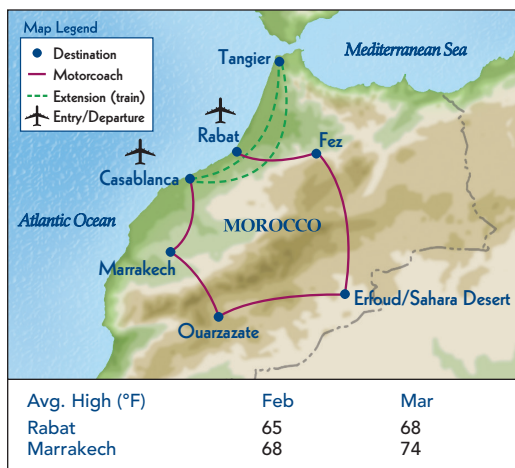 Map Legend
Destination
Motorcoach
Extension (train)
Entry/Departure
Mediterranean Sea
Tangier
Rabat
Fez
Casablanca
Atlantic Ocean
MOROCCO
Marrakech
Erfoud/Sahara Desert
Ouarzazate
Avg. High (°F) Feb Mar
Rabat 65 68
Marrakech 68 74